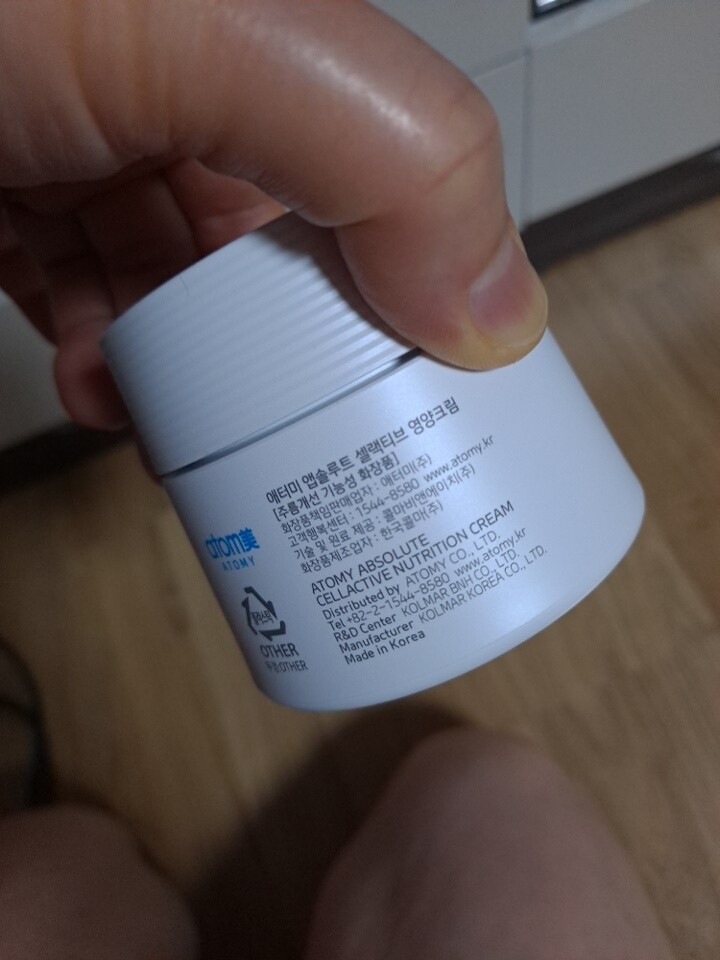 애터미 앱솔루트 셀랙티브 영양크림
[주름개선 기능성 화장품]
화장품책임판매업자 : 애터미(주)
고객행복센터 : 1544-8580 www.atomy.kr
기술 및 원료 제공 : 콜마비앤에이치(주)
화장품제조업자 : 한국콜마(주)
ATOMY ABSOLUTE
CELLACTIVE NUTRITION CREAM
Distributed by ATOMY CO., LTD.
Tel +82-2-1544-8580 www.atomy.kr
R&D Center KOLMAR BNH CO., LTD.
Manufacturer KOLMAR KOREA CO., LTD.
Made in Korea
atom美
ATOMY
플라스틱
OTHER
OTHER